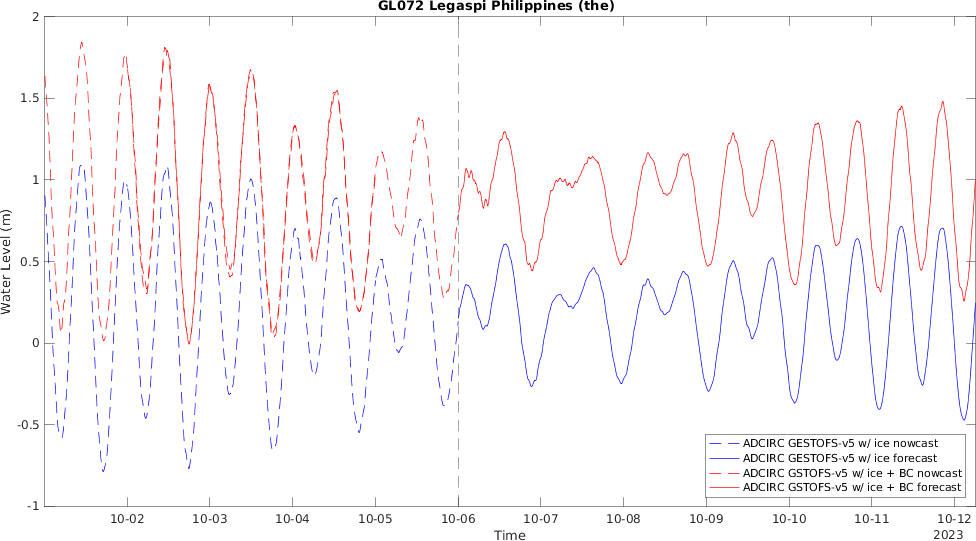 GL072 Legaspi Philippines (the)
2
1.5
1
0.5
0
-0.5
-1
Water Level (m)
10-02 10-03 10-04 10-05 10-06 10-07 10-08 10-09 10-10 10-11 10-12
Time
2023
ADCIRC GESTOFS-v5 w/ ice nowcast
ADCIRC GESTOFS-v5 w/ ice forecast
ADCIRC GSTOFS-v5 w/ ice + BC nowcast
ADCIRC GSTOFS-v5 w/ ice + BC forecast